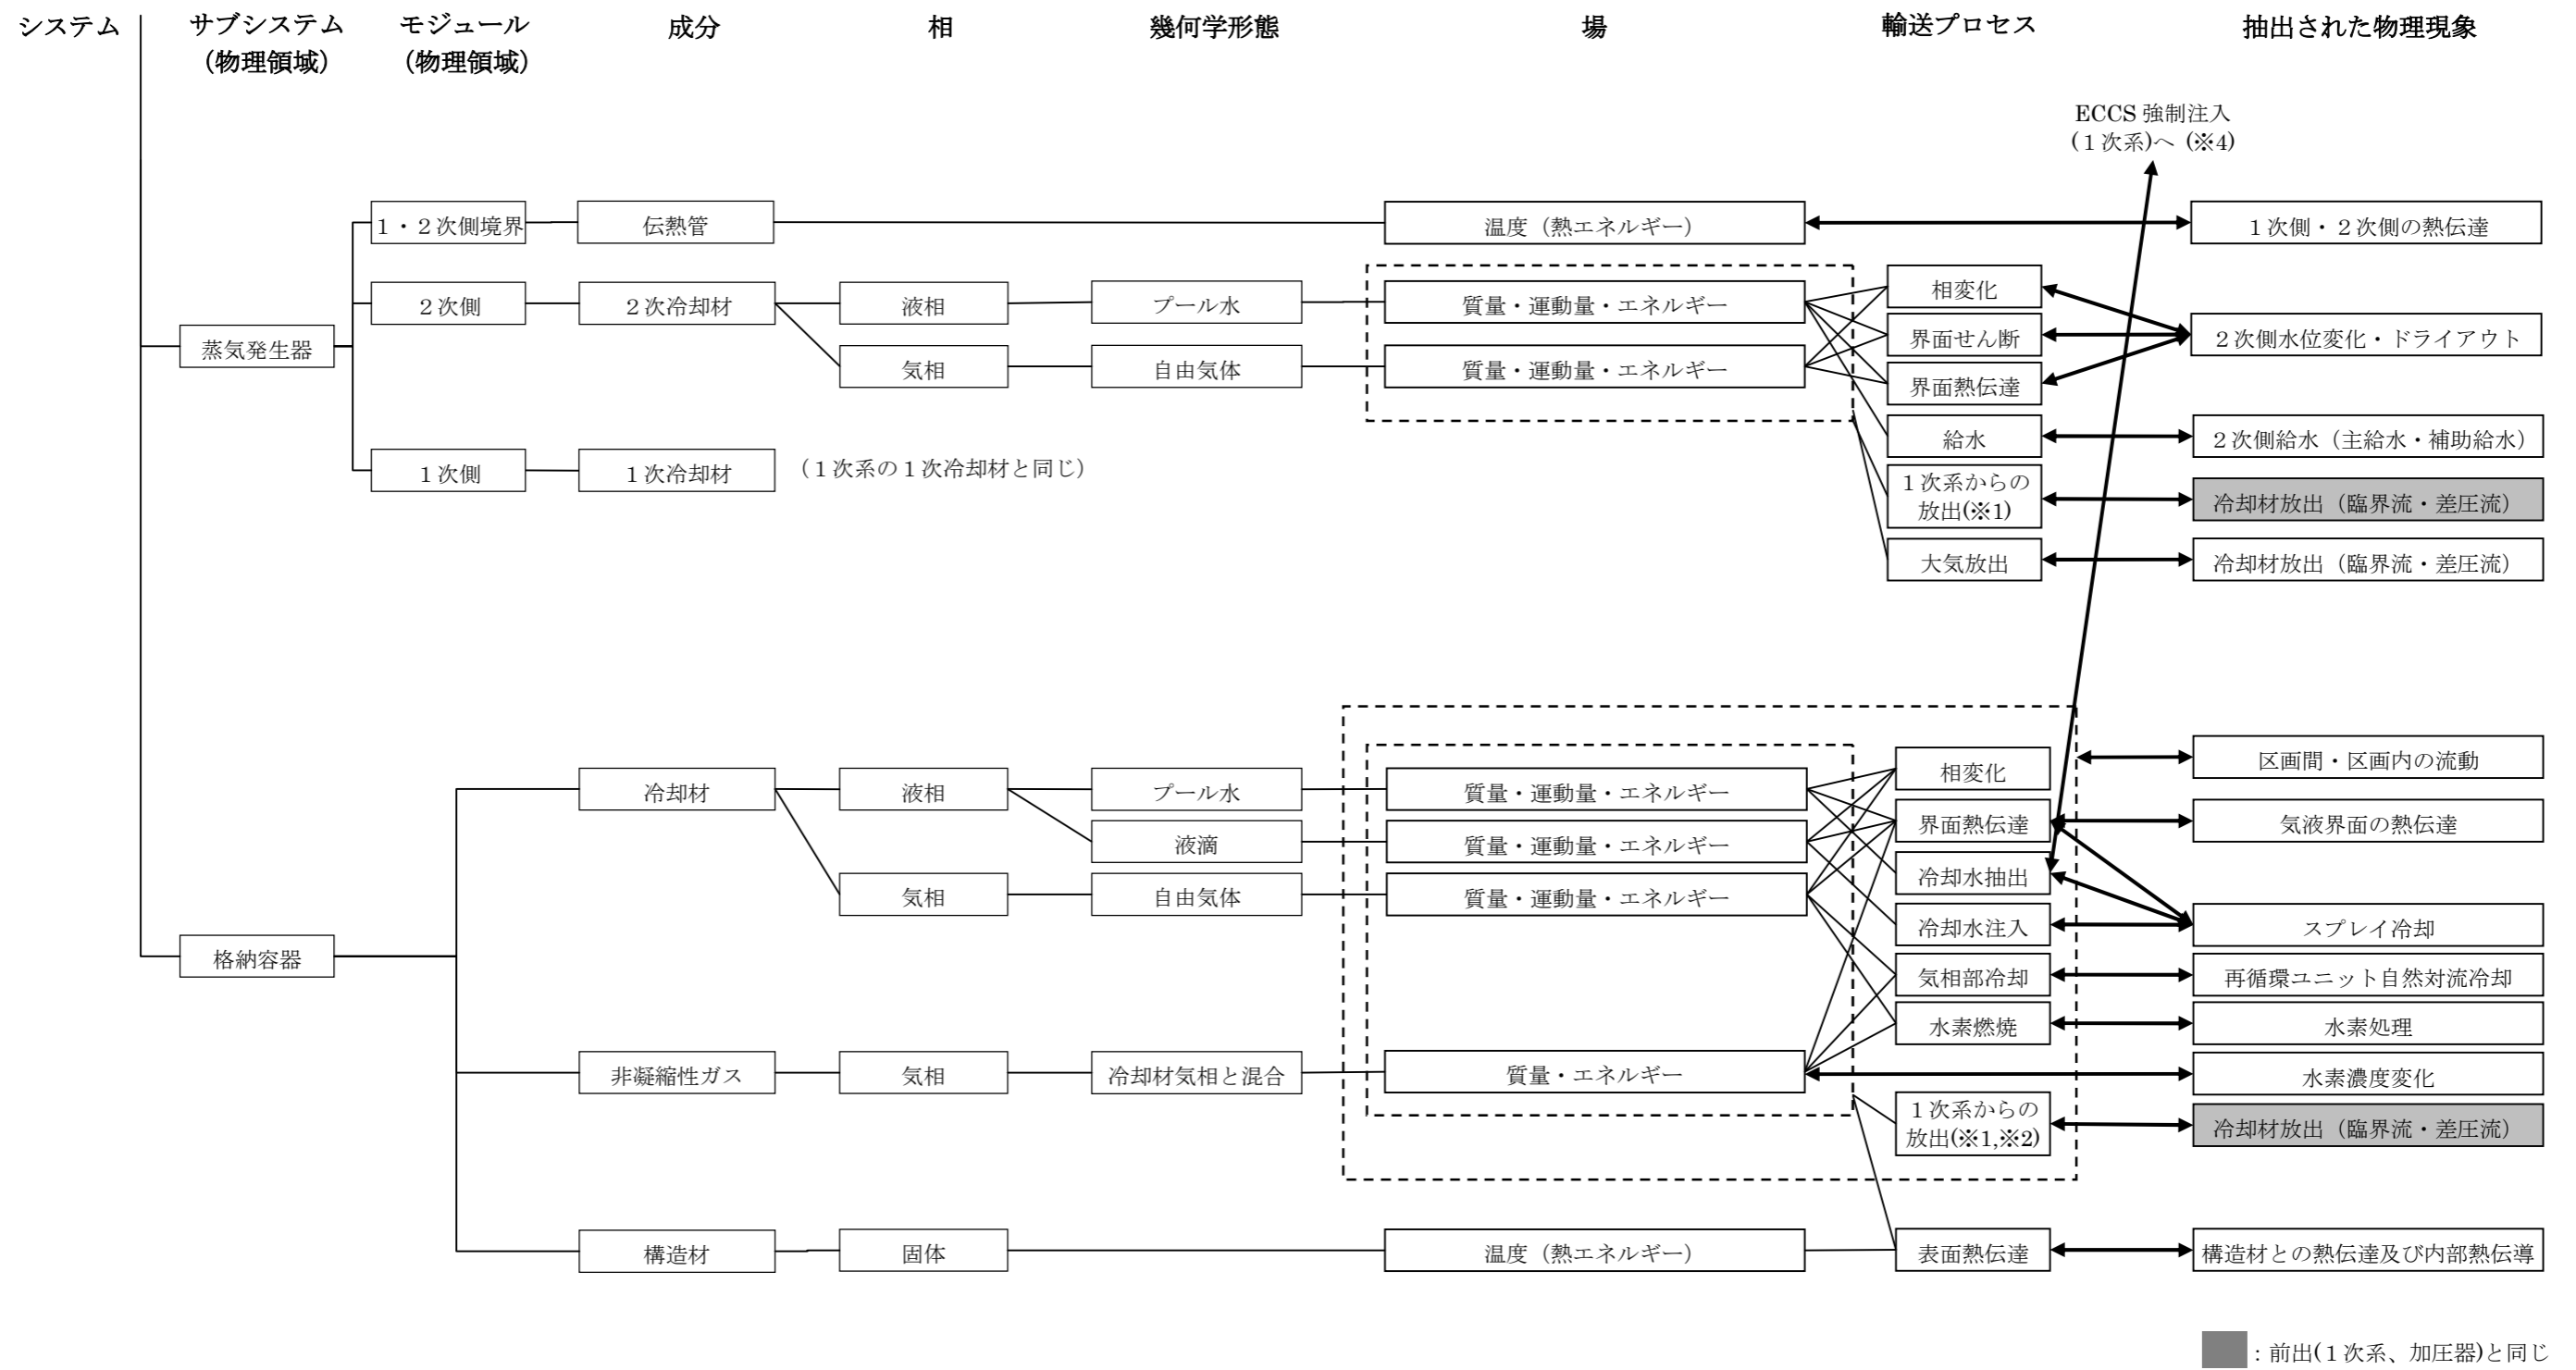 システム
サブシステム
（物理領域）
モジュール
（物理領域）
成分
相
幾何学形態
場
輸送プロセス
抽出された物理現象
ECCS 強制注入
(１次系)へ (※4)
１・２次側境界
伝熱管
温度（熱エネルギー）
１次側・２次側の熱伝達
蒸気発生器
２次側
２次冷却材
液相
プール水
質量・運動量・エネルギー
気相
自由気体
質量・運動量・エネルギー
相変化
界面せん断
界面熱伝達
２次側水位変化・ドライアウト
給水
２次側給水（主給水・補助給水）
１次側
１次冷却材
（１次系の１次冷却材と同じ）
１次系からの
放出(※1)
冷却材放出（臨界流・差圧流）
大気放出
冷却材放出（臨界流・差圧流）
格納容器
冷却材
液相
プール水
質量・運動量・エネルギー
液滴
質量・運動量・エネルギー
気相
自由気体
質量・運動量・エネルギー
相変化
区画間・区画内の流動
界面熱伝達
気液界面の熱伝達
冷却水抽出
冷却水注入
スプレイ冷却
気相部冷却
再循環ユニット自然対流冷却
水素燃焼
水素処理
非凝縮性ガス
気相
冷却材気相と混合
質量・エネルギー
水素濃度変化
１次系からの
放出(※1,※2)
冷却材放出（臨界流・差圧流）
構造材
固体
温度（熱エネルギー）
表面熱伝達
構造材との熱伝達及び内部熱伝導
：前出(１次系、加圧器)と同じ